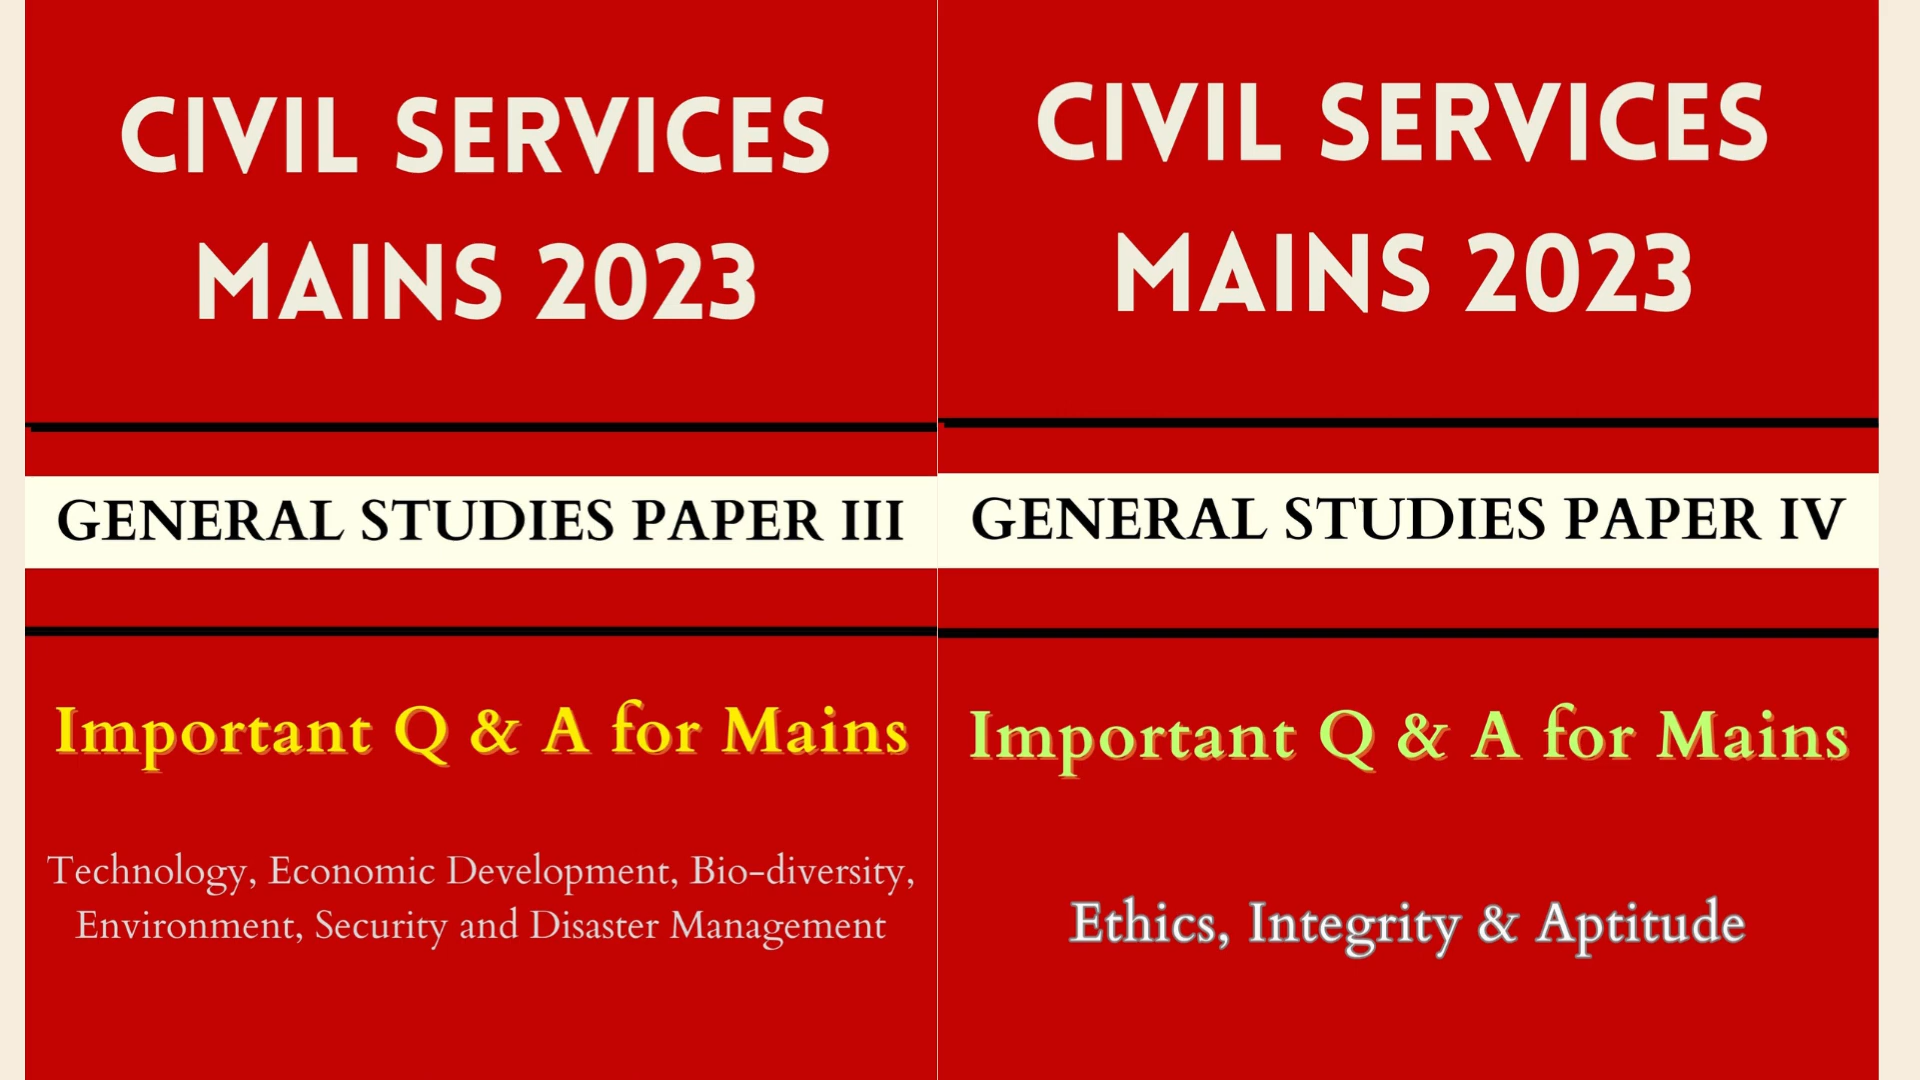 CIVIL SERVICES
MAINS 2023
GENERAL STUDIES PAPER III
Important Q & A for Mains
Technology, Economic Development, Bio-diversity,
Environment, Security and Disaster Management
CIVIL SERVICES
MAINS 2023
GENERAL STUDIES PAPER IV
Important Q & A for Mains
Ethics, Integrity & Aptitude